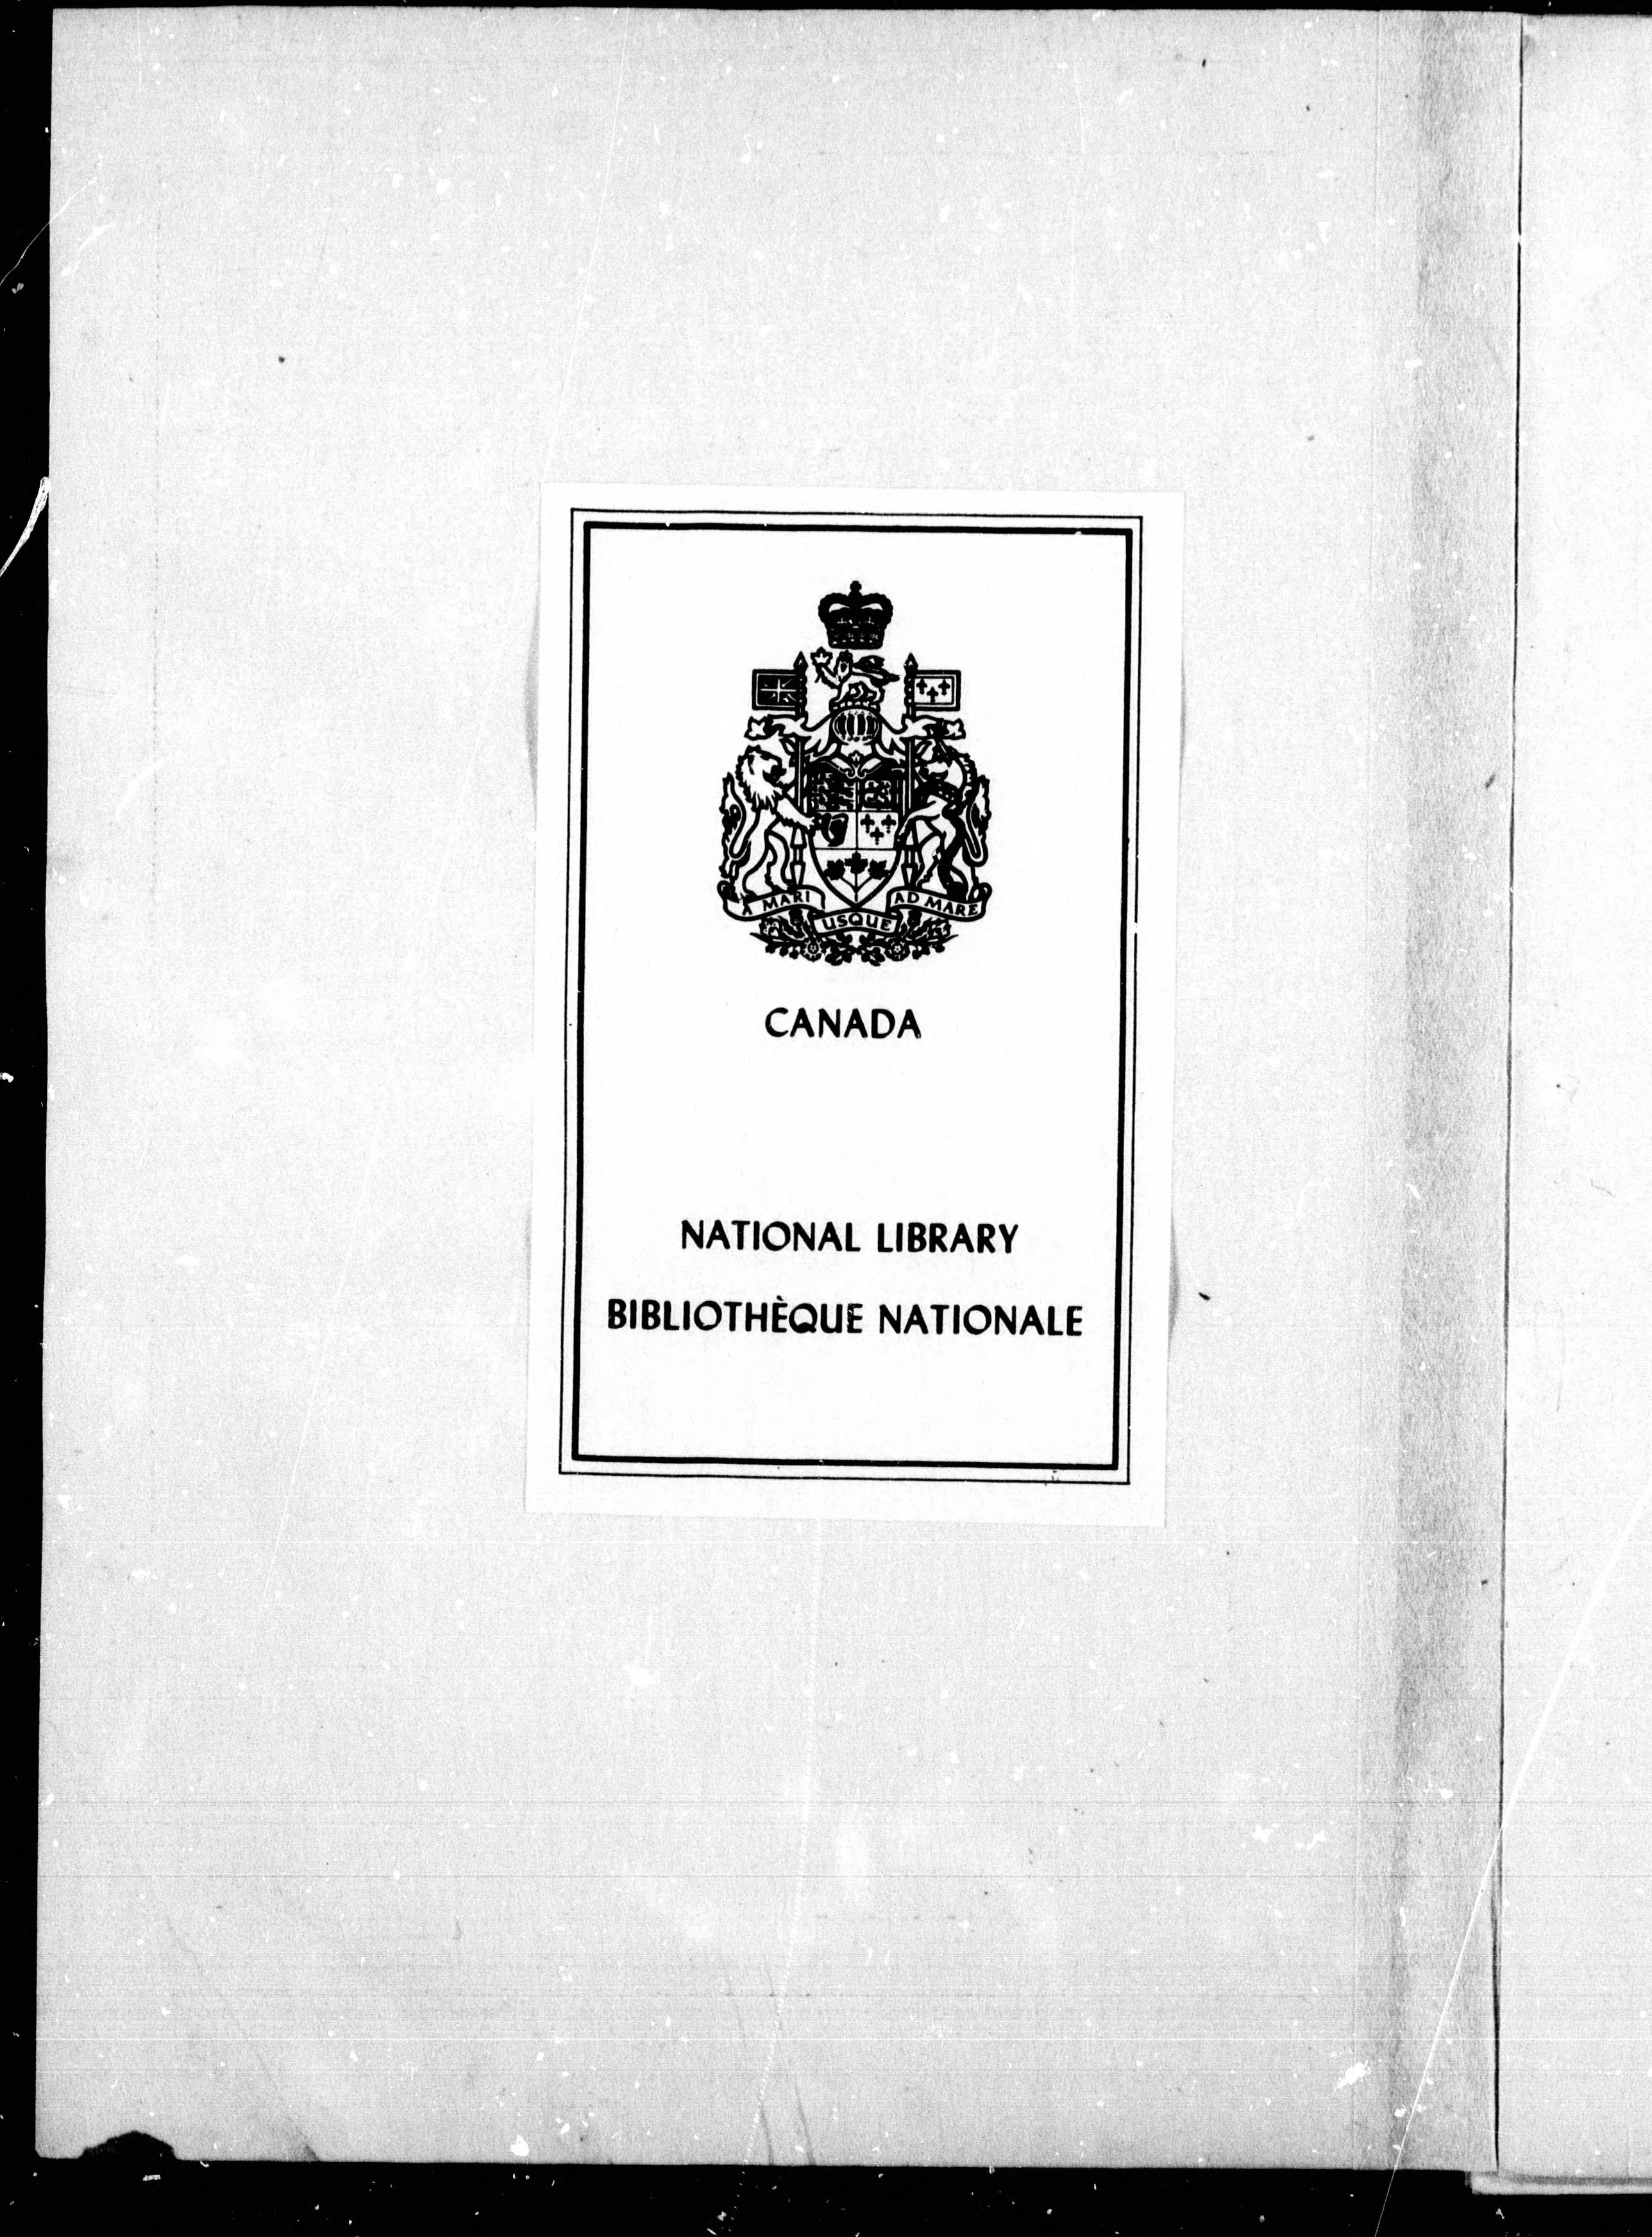 A MARI USQUE AD MARE
CANADA
NATIONAL LIBRARY
BIBLIOTHÈQUE NATIONALE